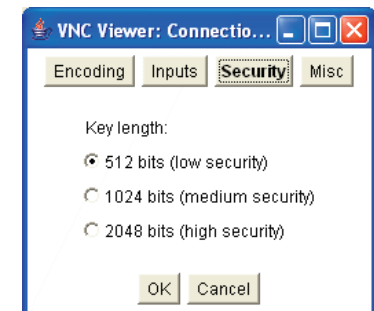 VNC Viewer: Connectio...
Encoding Inputs Security Misc
Key length:
512 bits (low security)
1024 bits (medium security)
2048 bits (high security)
OK Cancel